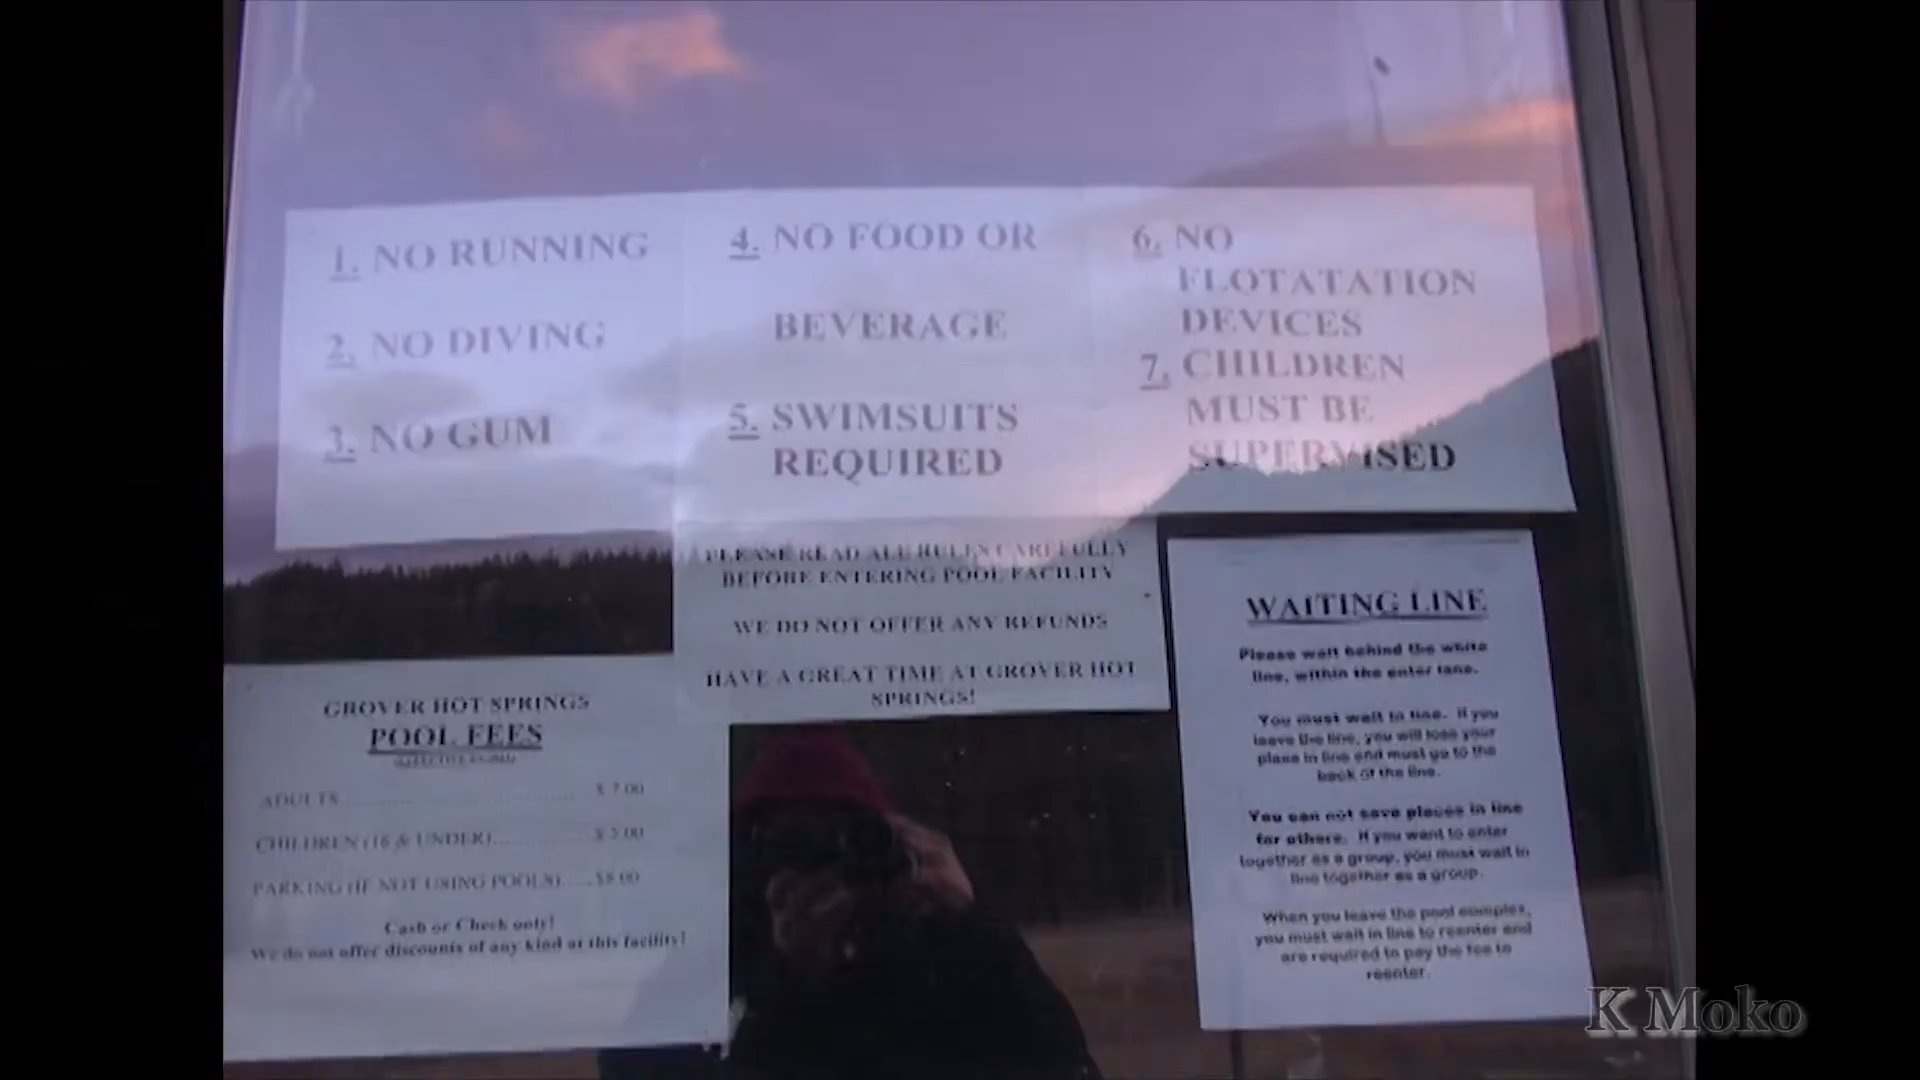 1. NO RUNNING
2. NO DIVING
3. NO GUM
4. NO FOOD OR
BEVERAGE
5. SWIMSUITS
REQUIRED
6. NO
FLOTATATION
DEVICES
7. CHILDREN
MUST BE
SUPERVISED
PLEASE READ ALL RULES CAREFULLY
BEFORE ENTERING POOL FACILITY
WE DO NOT OFFER ANY REFUNDS
HAVE A GREAT TIME AT GROVER HOT
SPRINGS!
GROVER HOT SPRINGS
POOL FEES
ADULTS $ 7.00
CHILDREN (16 & UNDER) $ 5.00
PARKING (IF NOT USING POOLS) $8.00
Cash or Check only!
We do not offer discounts of any kind at this facility!
WAITING LINE
Please wait behind the white
line, within the enter lane.
You must wait in line. If you
leave the line, you will lose your
place in line and must go to the
back of the line.
You can not save places in line
for others. If you want to enter
together as a group, you must wait in
line together as a group.
When you leave the pool complex,
you must wait in line to reenter and
are required to pay the fee to
reenter.
K Moko